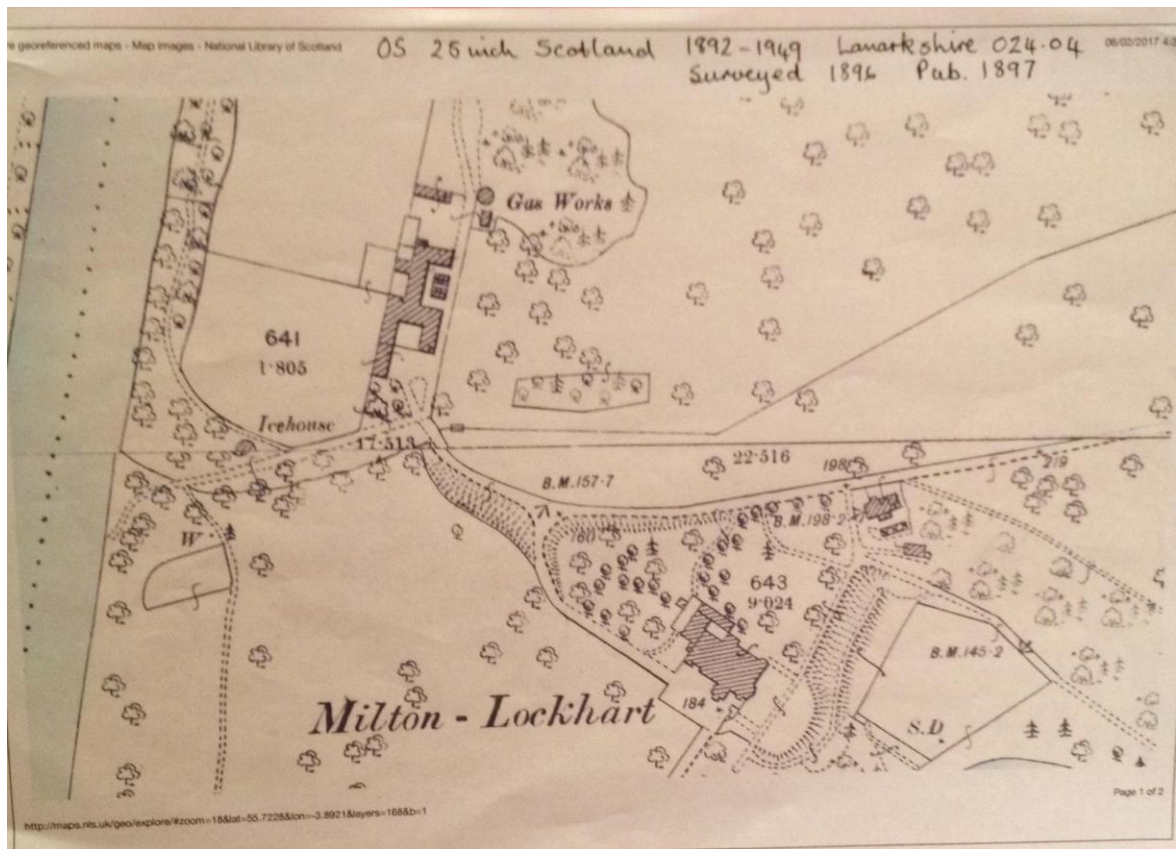 e georeferenced maps - Map images - National Library of Scotland
OS 25 inch Scotland 1892-1949 Lanarkshire 024.04
Surveyed 1896 Pub. 1897
06/02/2017
Gas Works
641
1·805
Icehouse
17·513
22·516
B.M.157·7
198
219
W
180
B.M.198·2
643
9·024
B.M.145·2
184
Milton - Lockhart
S.D.
Page 1 of 2
http://maps.nls.uk/geo/explore/#zoom=18&lat=55.7228&lon=-3.8921&layers=168&b=1